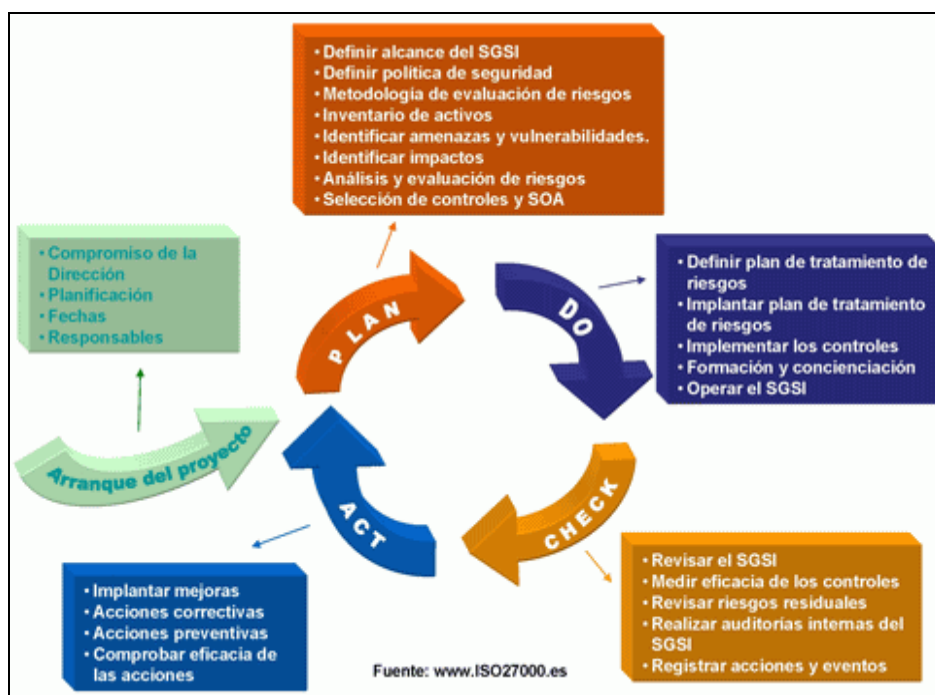 • Definir alcance del SGSI
• Definir política de seguridad
• Metodología de evaluación de riesgos
• Inventario de activos
• Identificar amenazas y vulnerabilidades.
• Identificar impactos
• Análisis y evaluación de riesgos
• Selección de controles y SOA
• Compromiso de la
Dirección
• Planificación
• Fechas
• Responsables
• Definir plan de tratamiento de
riesgos
• Implantar plan de tratamiento
de riesgos
• Implementar los controles
• Formación y concienciación
• Operar el SGSI
PLAN
DO
Arranque del proyecto
ACT
CHECK
• Implantar mejoras
• Acciones correctivas
• Acciones preventivas
• Comprobar eficacia de
las acciones
• Revisar el SGSI
• Medir eficacia de los controles
• Revisar riesgos residuales
• Realizar auditorías internas del
SGSI
• Registrar acciones y eventos
Fuente: www.ISO27000.es